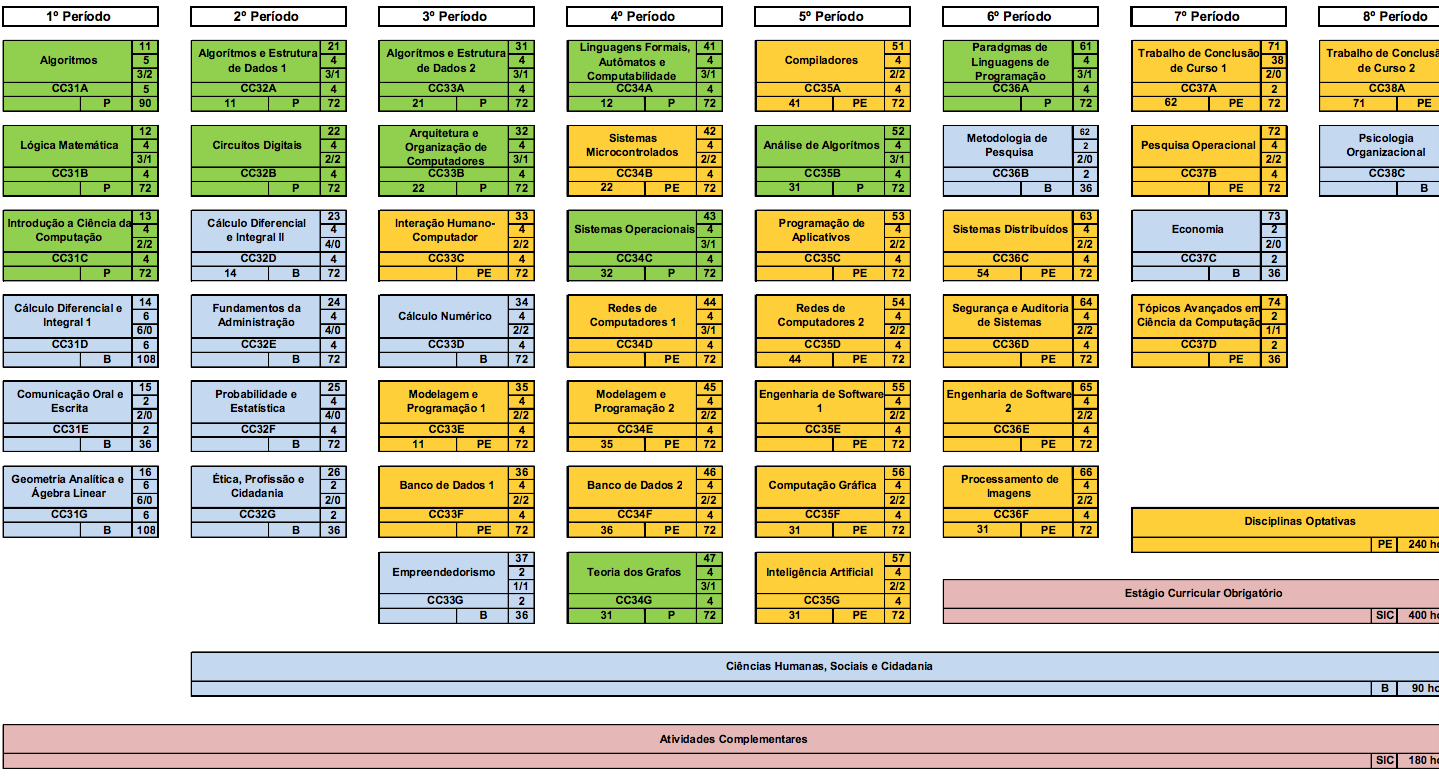 1º Período
2º Período
3º Período
4º Período
5º Período
6º Período
7º Período
8º Período
Algoritmos
11
5
3/2
CC31A
5
P
90
Algorítmos e Estrutura
de Dados 1
21
4
3/1
CC32A
4
11
P
72
Algorítmos e Estrutura
de Dados 2
31
4
3/1
CC33A
4
21
P
72
Linguagens Formais,
Autômatos e
Computabilidade
41
4
3/1
CC34A
4
12
P
72
Compiladores
51
4
2/2
CC35A
4
41
P
72
Paradgmas de
Linguagens de
Programação
61
4
3/1
CC36A
4
P
72
Trabalho de Conclusão
de Curso 1
71
38
2/0
CC37A
2
62
PE
72
Trabalho de Conclusã
de Curso 2
CC38A
71
PE
Lógica Matemática
12
4
3/1
CC31B
4
P
72
Circuitos Digitais
22
4
2/2
CC32B
4
P
72
Arquitetura e
Organização de
Computadores
32
4
3/1
CC33B
4
22
P
72
Sistemas
Microcontrolados
42
4
2/2
CC34B
4
22
PE
72
Análise de Algorítmos
52
4
3/1
CC35B
4
31
P
72
Metodologia de
Pesquisa
62
2
2/0
CC36B
2
B
36
Pesquisa Operacional
72
4
2/2
CC37B
4
PE
72
Psicologia
Organizacional
CC38C
B
Introdução a Ciência da
Computação
13
4
2/2
CC31C
4
P
72
Cálculo Diferencial
e Integral II
23
4
4/0
CC32D
4
14
B
72
Interação Humano-
Computador
33
4
2/2
CC33C
4
PE
72
Sistemas Operacionais
43
4
3/1
CC34C
4
32
P
72
Programação de
Aplicativos
53
4
2/2
CC35C
4
PE
72
Sistemas Distribuídos
63
4
2/2
CC36C
4
54
PE
72
Economia
73
2
2/0
CC37C
2
B
36
Cálculo Diferencial e
Integral 1
14
6
6/0
CC31D
6
B
108
Fundamentos da
Administração
24
4
4/0
CC32E
4
B
72
Cálculo Numérico
34
4
2/2
CC33D
4
B
72
Redes de
Computadores 1
44
4
3/1
CC34D
4
PE
72
Redes de
Computadores 2
54
4
2/2
CC35D
4
44
PE
72
Segurança e Auditoria
de Sistemas
64
4
2/2
CC36D
4
PE
72
Tópicos Avançados em
Ciência da Computação
74
2
1/1
CC37D
2
PE
36
Comunicação Oral e
Escrita
15
2
2/0
CC31E
2
B
36
Probabilidade e
Estatística
25
4
4/0
CC32F
4
B
72
Modelagem e
Programação 1
35
4
2/2
CC33E
4
11
PE
72
Modelagem e
Programação 2
45
4
2/2
CC34E
4
35
PE
72
Engenharia de Software
1
55
4
2/2
CC35E
4
PE
72
Engenharia de Software
2
65
4
2/2
CC36E
4
PE
72
Geometria Analítica e
Ágebra Linear
16
6
6/0
CC31G
6
B
108
Ética, Profissão e
Cidadania
26
2
2/0
CC32G
2
B
36
Banco de Dados 1
36
4
2/2
CC33F
4
PE
72
Banco de Dados 2
46
4
2/2
CC34F
4
36
PE
72
Computação Gráfica
56
4
2/2
CC35F
4
31
PE
72
Processamento de
Imagens
66
4
2/2
CC36F
4
31
PE
72
Disciplinas Optativas
PE
240 ho
Empreendedorismo
37
2
1/1
CC33G
2
B
36
Teoria dos Grafos
47
4
3/1
CC34G
4
31
P
72
Inteligência Artificial
57
4
2/2
CC35G
4
31
PE
72
Estágio Curricular Obrigatório
SIC
400 ho
Ciências Humanas, Sociais e Cidadania
B
90 ho
Atividades Complementares
SIC
180 ho